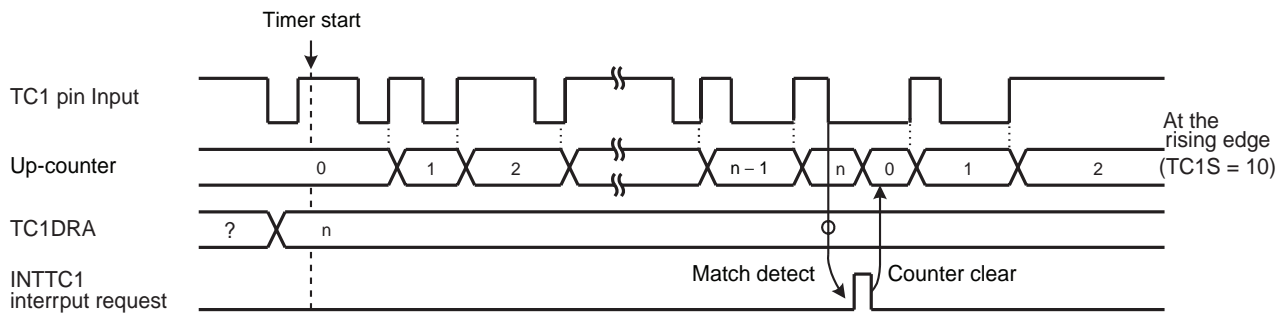 Timer start
TC1 pin Input
Up-counter
0
1
2
n – 1
n
0
1
2
At the
rising edge
(TC1S = 10)
TC1DRA
?
n
INTTC1
interrput request
Match detect
Counter clear